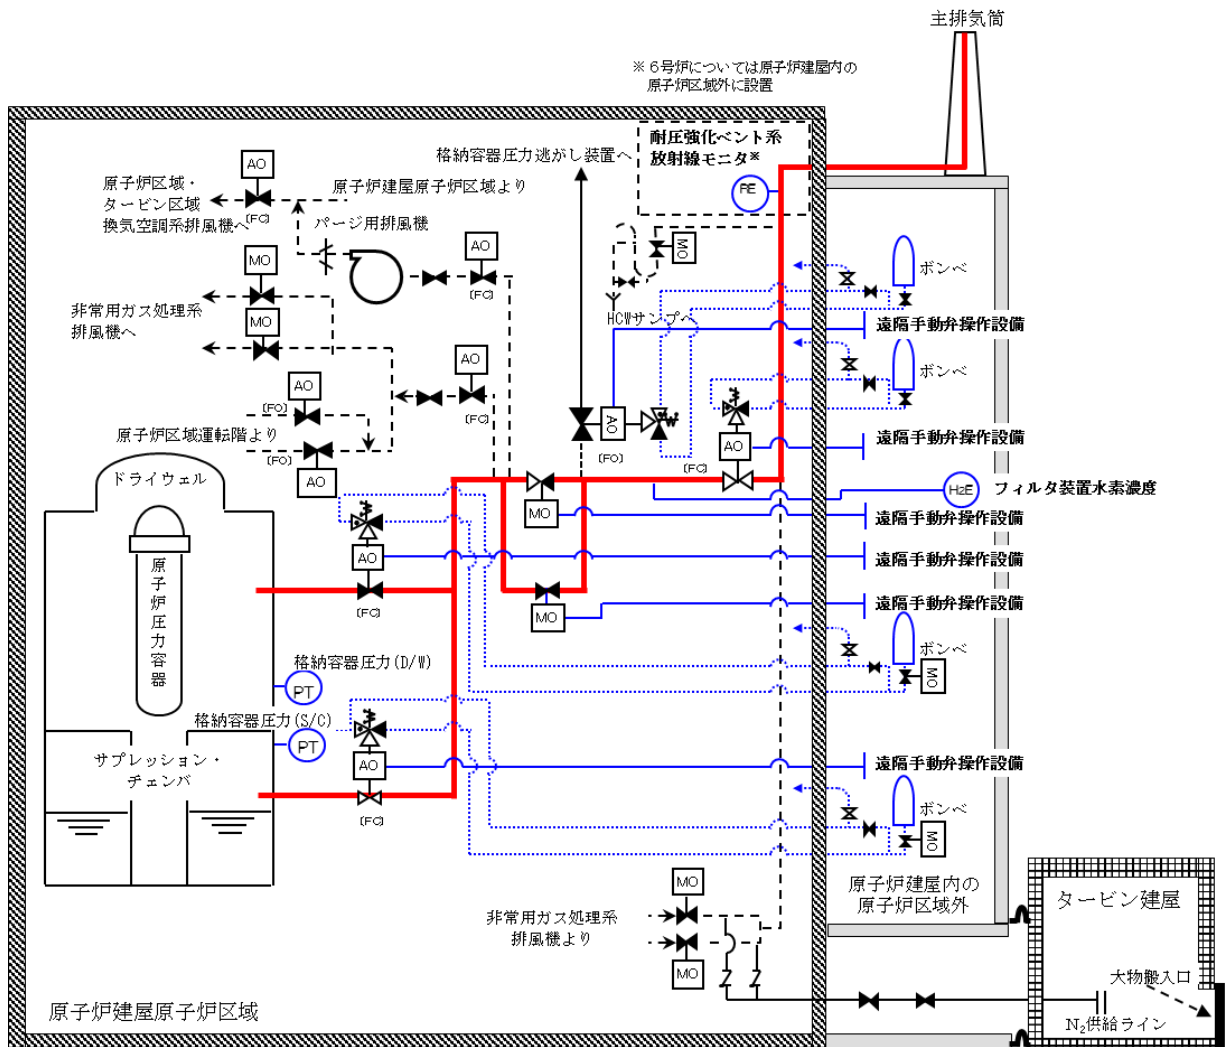 主排気筒
※６号炉については原子炉建屋内の
原子炉区域外に設置
耐圧強化ベント系
放射線モニタ※
RE
格納容器圧力逃がし装置へ
AO
原子炉区域・
タービン区域
換気空調系排風機へ
(FC)
原子炉建屋原子炉区域より
パージ用排風機
AO
(FC)
MO
MO
非常用ガス処理系
排風機へ
MO
HCWサンプへ
ボンベ
遠隔手動弁操作設備
ボンベ
AO
(FC)
AO
(FO)
原子炉区域運転階より
(FO)
AO
AO
(FO)
AO
(FC)
遠隔手動弁操作設備
H2E
フィルタ装置水素濃度
MO
遠隔手動弁操作設備
AO
(FC)
遠隔手動弁操作設備
MO
遠隔手動弁操作設備
ドライウェル
原子炉圧力容器
格納容器圧力(D/W)
PT
格納容器圧力(S/C)
PT
サプレッション・
チェンバ
ボンベ
MO
AO
(FC)
遠隔手動弁操作設備
ボンベ
MO
原子炉建屋内の
原子炉区域外
タービン建屋
MO
非常用ガス処理系
排風機より
MO
大物搬入口
N₂供給ライン
原子炉建屋原子炉区域